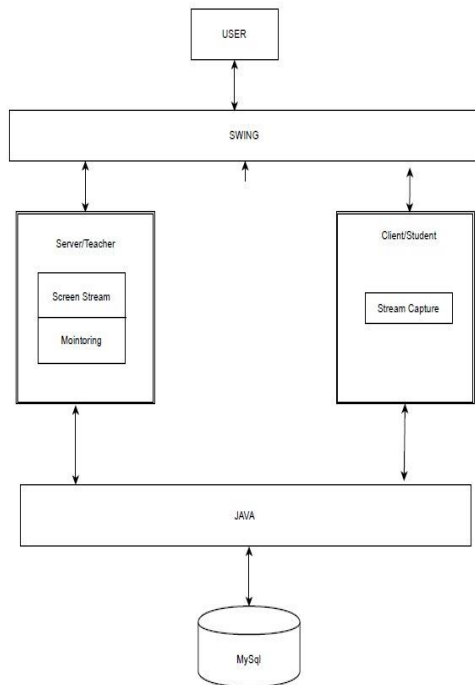 USER
SWING
Server/Teacher
Client/Student
Screen Stream
Stream Capture
Mointoring
JAVA
MySql